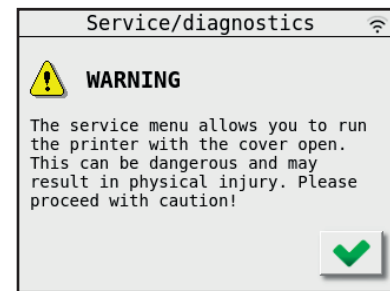 Service/diagnostics
WARNING
The service menu allows you to run
the printer with the cover open.
This can be dangerous and may
result in physical injury. Please
proceed with caution!